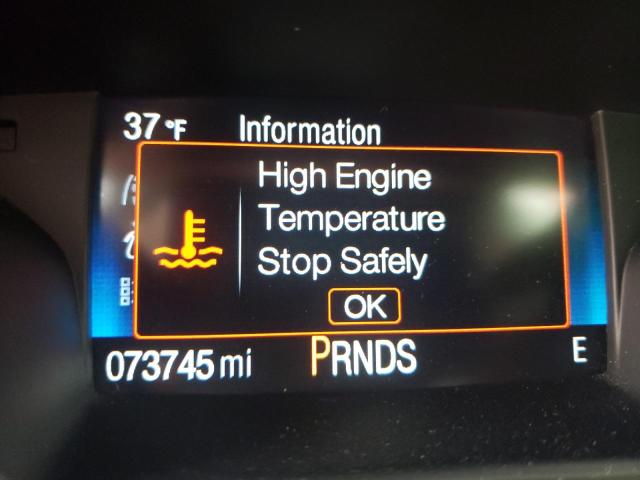 37°F Information
High Engine
Temperature
Stop Safely
OK
073745 mi PRNDS E